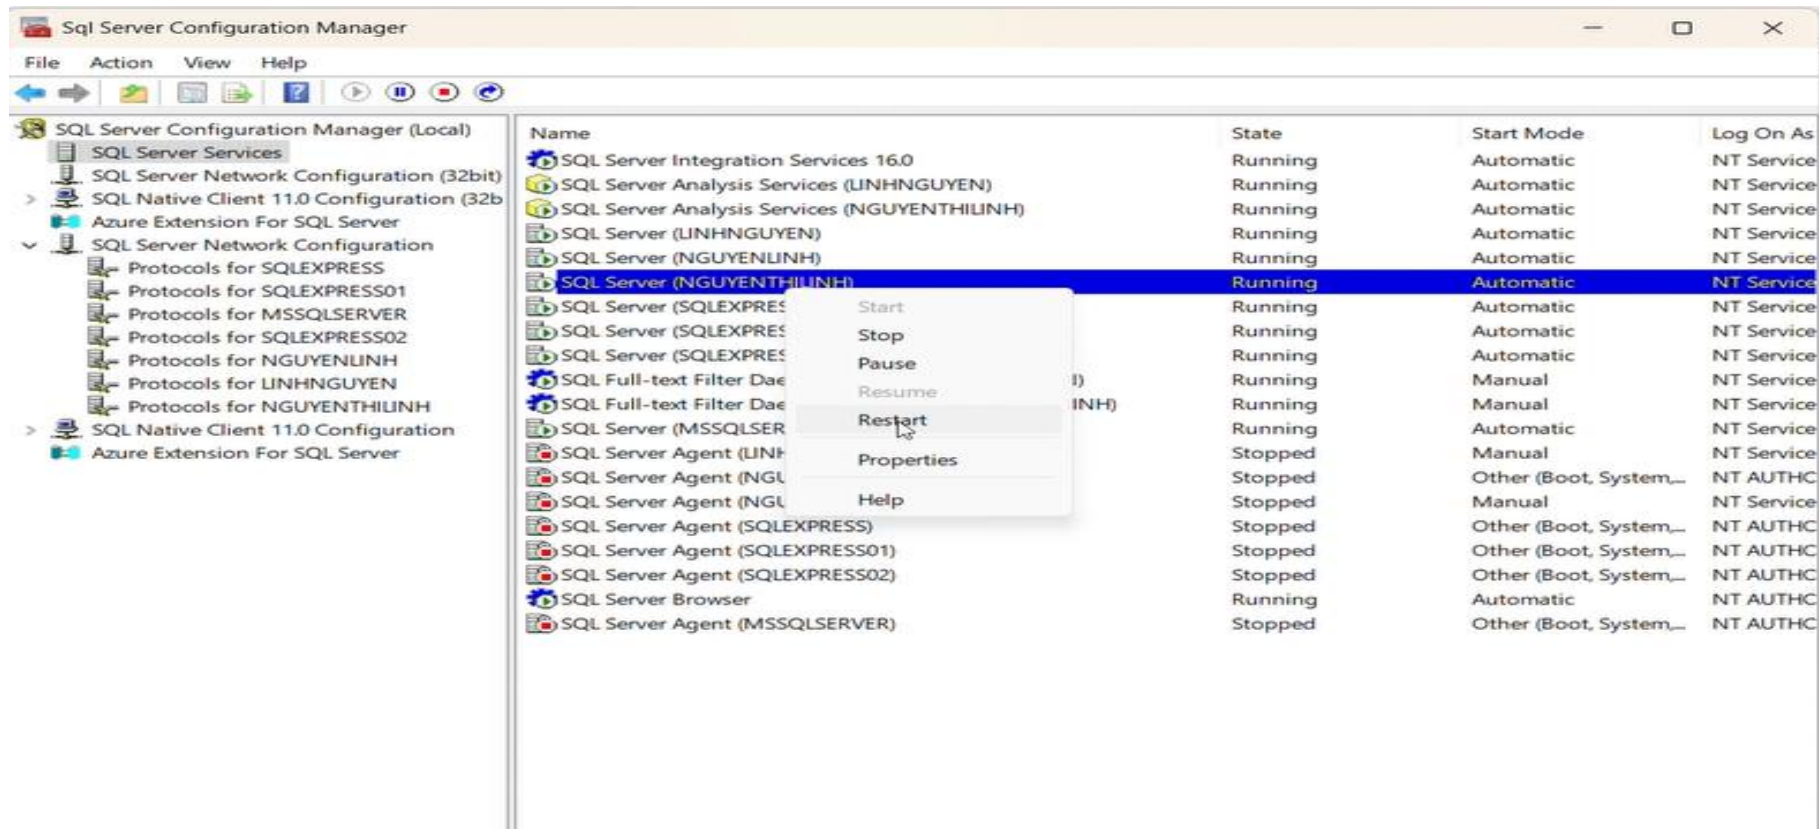 Sql Server Configuration Manager
File Action View Help
SQL Server Configuration Manager (Local)
SQL Server Services
SQL Server Network Configuration (32bit)
SQL Native Client 11.0 Configuration (32b
Azure Extension For SQL Server
SQL Server Network Configuration
Protocols for SQLEXPRESS
Protocols for SQLEXPRESS01
Protocols for MSSQLSERVER
Protocols for SQLEXPRESS02
Protocols for NGUYENLINH
Protocols for LINHNGUYEN
Protocols for NGUYENTHILINH
SQL Native Client 11.0 Configuration
Azure Extension For SQL Server
Name State Start Mode Log On As
SQL Server Integration Services 16.0 Running Automatic NT Service
SQL Server Analysis Services (LINHNGUYEN) Running Automatic NT Service
SQL Server Analysis Services (NGUYENTHILINH) Running Automatic NT Service
SQL Server (LINHNGUYEN) Running Automatic NT Service
SQL Server (NGUYENLINH) Running Automatic NT Service
SQL Server (NGUYENTHILINH) Running Automatic NT Service
SQL Server (SQLEXPRES Running Automatic NT Service
SQL Server (SQLEXPRES Running Automatic NT Service
SQL Server (SQLEXPRES Running Automatic NT Service
SQL Full-text Filter Dae I) Running Manual NT Service
SQL Full-text Filter Dae INH) Running Manual NT Service
SQL Server (MSSQLSER Running Automatic NT Service
SQL Server Agent (LINH Stopped Manual NT Service
SQL Server Agent (NGU Stopped Other (Boot, System,... NT AUTHO
SQL Server Agent (NGU Stopped Manual NT Service
SQL Server Agent (SQLEXPRESS) Stopped Other (Boot, System,... NT AUTHO
SQL Server Agent (SQLEXPRESS01) Stopped Other (Boot, System,... NT AUTHO
SQL Server Agent (SQLEXPRESS02) Stopped Other (Boot, System,... NT AUTHO
SQL Server Browser Running Automatic NT AUTHO
SQL Server Agent (MSSQLSERVER) Stopped Other (Boot, System,... NT AUTHO
Start
Stop
Pause
Resume
Restart
Properties
Help